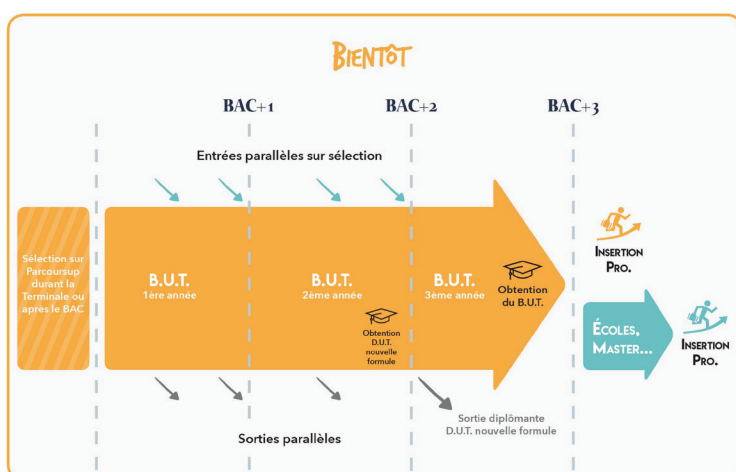 BIENTÔT
BAC+1
BAC+2
BAC+3
Entrées parallèles sur sélection
Sélection sur
Parcoursup
durant la
Terminale ou
après le BAC
B.U.T.
1ère année
B.U.T.
2ème année
B.U.T.
3ème année
Obtention
D.U.T.
nouvelle
formule
Obtention
du B.U.T.
INSERTION
PRO.
ÉCOLES,
MASTER...
INSERTION
PRO.
Sorties parallèles
Sortie diplômante
D.U.T. nouvelle formule